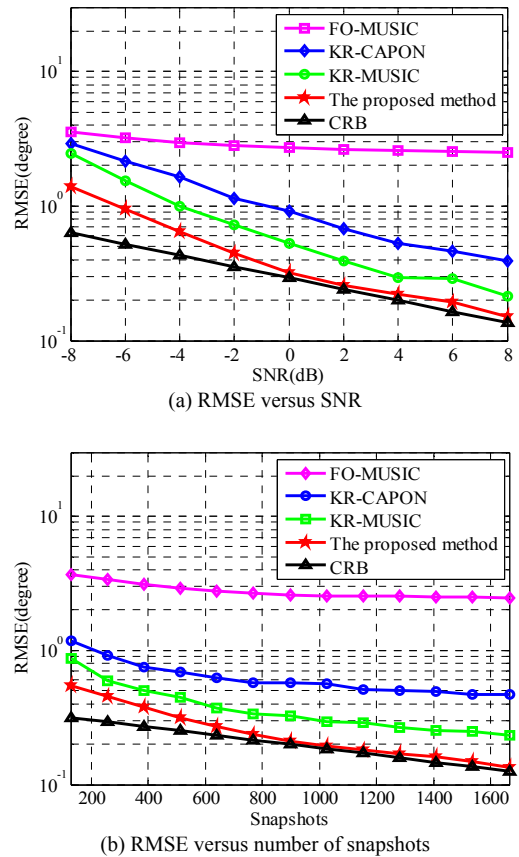 FO-MUSIC
KR-CAPON
KR-MUSIC
The proposed method
CRB
10^1
10^0
10^-1
RMSE(degree)
-8 -6 -4 -2 0 2 4 6 8
SNR(dB)
(a) RMSE versus SNR
FO-MUSIC
KR-CAPON
KR-MUSIC
The proposed method
CRB
10^1
10^0
10^-1
RMSE(degree)
200 400 600 800 1000 1200 1400 1600
Snapshots
(b) RMSE versus number of snapshots